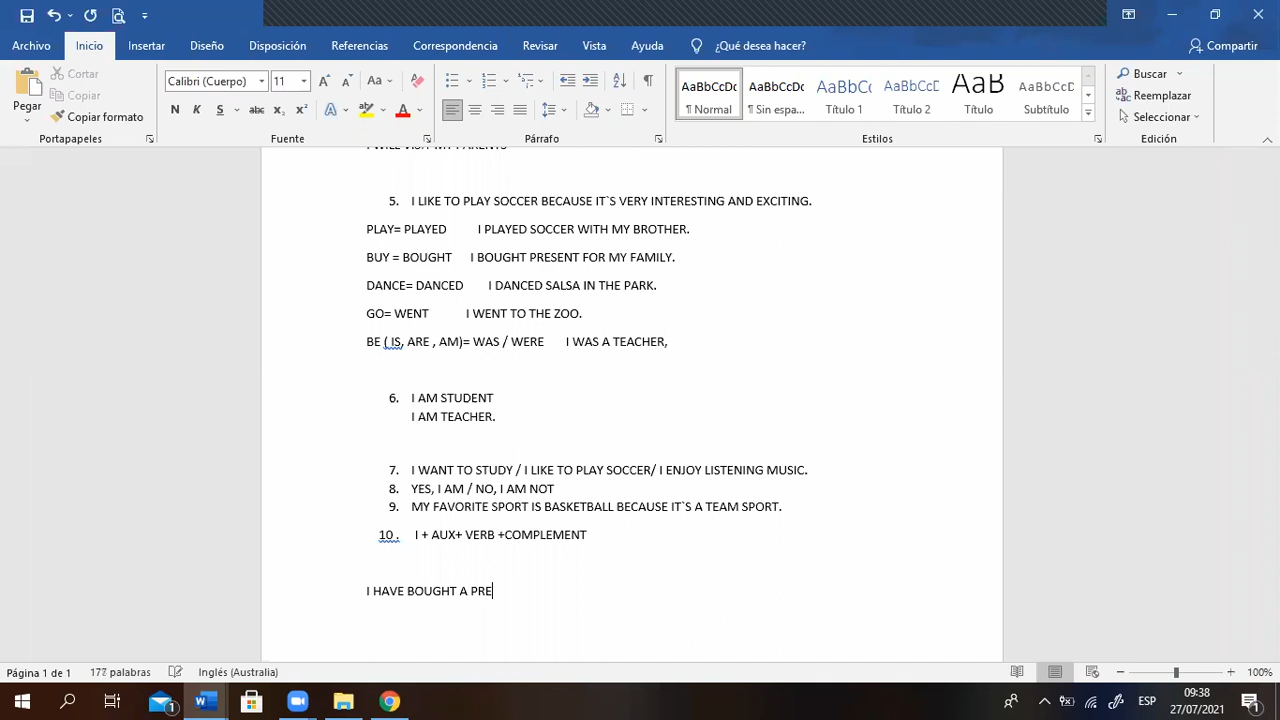 Archivo Inicio Insertar Diseño Disposición Referencias Correspondencia Revisar Vista Ayuda ¿Qué desea hacer? Compartir
Pegar
Cortar
Copiar
Copiar formato
Portapapeles
Calibri (Cuerpo) 11
Fuente
Párrafo
AaBbCcDc AaBbCcDc AaBbCcD AaBbCcD AaB AaBbCcD
¶ Normal ¶ Sin espa... Título 1 Título 2 Título Subtítulo
Estilos
Buscar
Reemplazar
Seleccionar
Edición
5. I LIKE TO PLAY SOCCER BECAUSE IT`S VERY INTERESTING AND EXCITING.
PLAY= PLAYED I PLAYED SOCCER WITH MY BROTHER.
BUY = BOUGHT I BOUGHT PRESENT FOR MY FAMILY.
DANCE= DANCED I DANCED SALSA IN THE PARK.
GO= WENT I WENT TO THE ZOO.
BE ( IS, ARE , AM)= WAS / WERE I WAS A TEACHER,
6. I AM STUDENT
I AM TEACHER.
7. I WANT TO STUDY / I LIKE TO PLAY SOCCER/ I ENJOY LISTENING MUSIC.
8. YES, I AM / NO, I AM NOT
9. MY FAVORITE SPORT IS BASKETBALL BECAUSE IT`S A TEAM SPORT.
10 . I + AUX+ VERB +COMPLEMENT
I HAVE BOUGHT A PRE
Página 1 de 1 177 palabras Inglés (Australia) 100%
ESP
09:38
27/07/2021